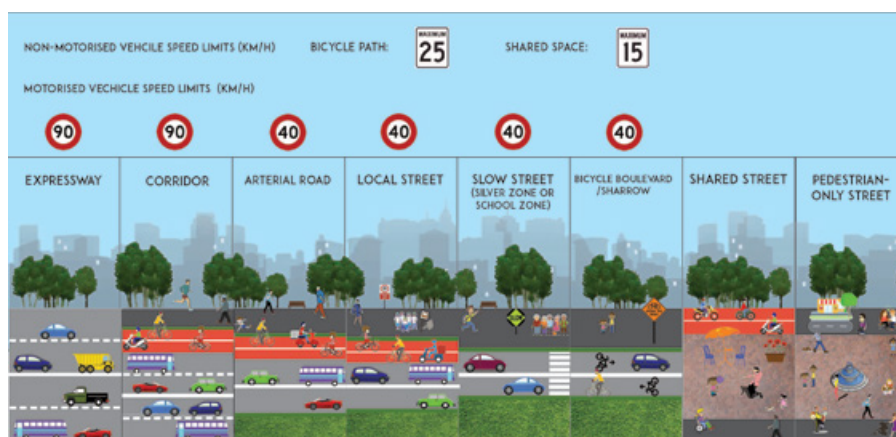 NON-MOTORISED VEHCILE SPEED LIMITS (KM/H) BICYCLE PATH: MAXIMUM 25 SHARED SPACE: MAXIMUM 15
MOTORISED VECHICLE SPEED LIMITS (KM/H)
90 90 40 40 40 40
EXPRESSWAY
CORRIDOR
ARTERIAL ROAD
LOCAL STREET
SLOW STREET
(SILVER ZONE OR
SCHOOL ZONE)
BICYCLE BOULEVARD
/SHARROW
SHARED STREET
PEDESTRIAN-
ONLY STREET